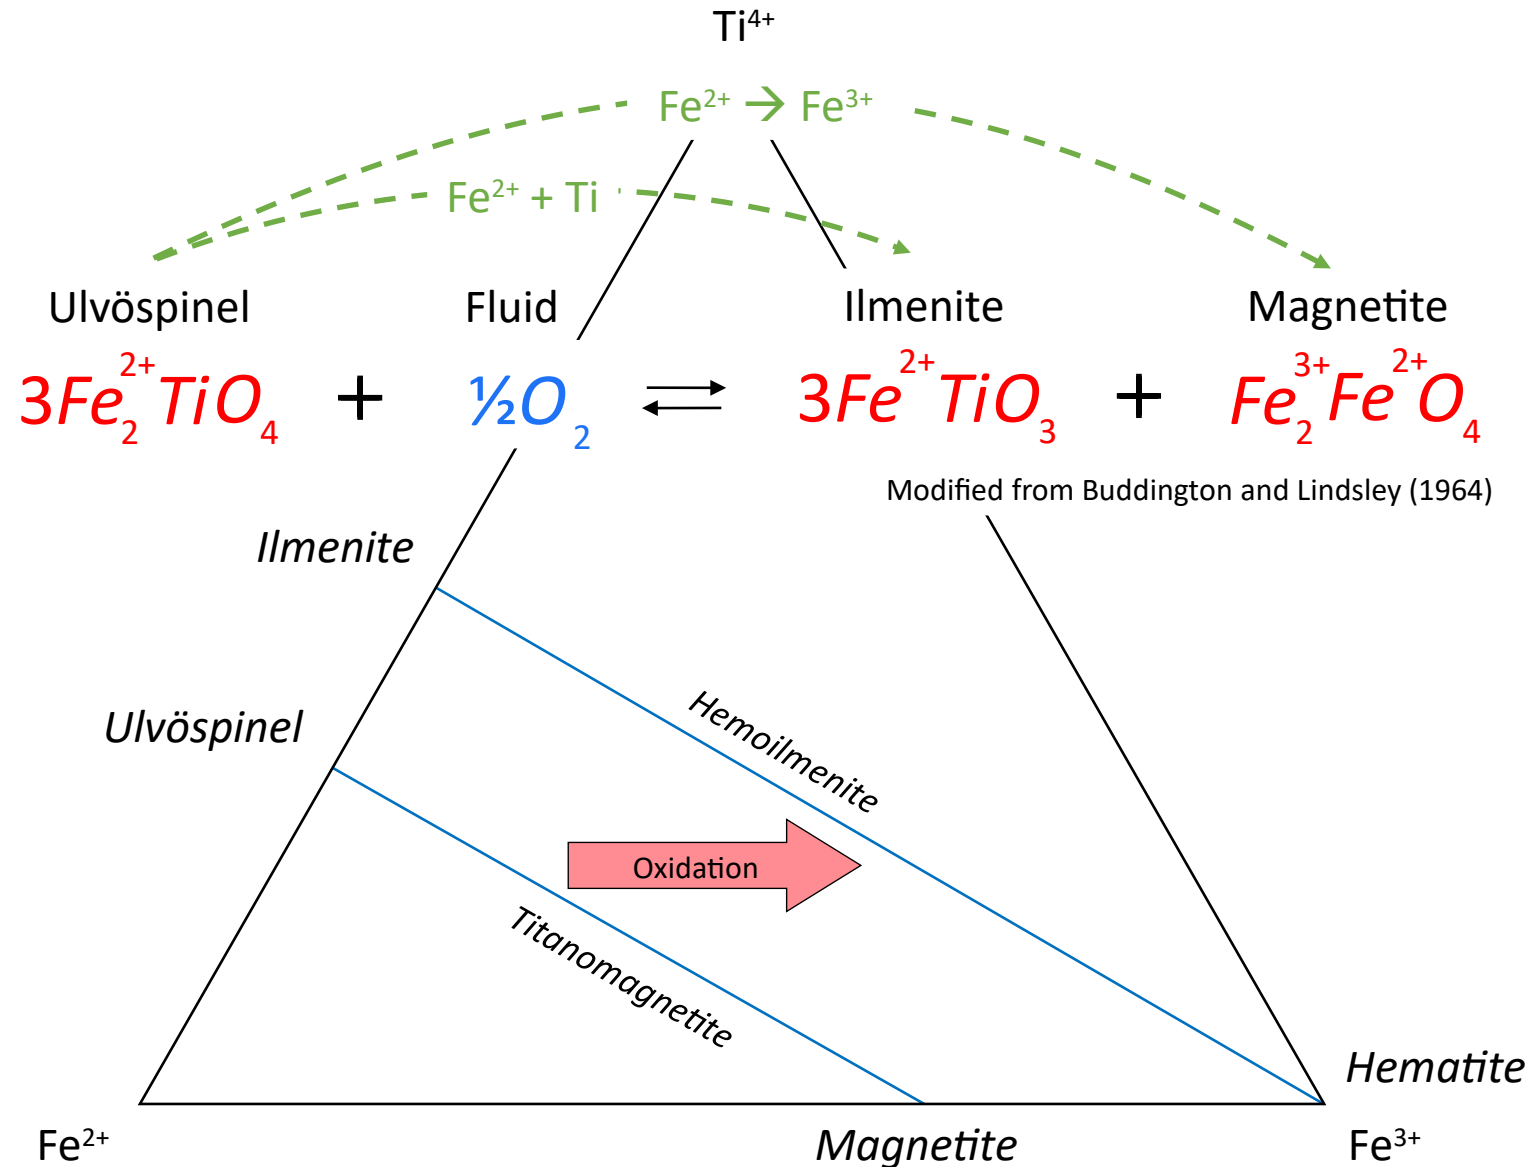 Ti⁴⁺
Fe²⁺ → Fe³⁺
Fe²⁺ + Ti
Ulvöspinel Fluid Ilmenite Magnetite
3Fe₂²⁺TiO₄ + ½O₂ ⇌ 3Fe²⁺TiO₃ + Fe₂³⁺Fe²⁺O₄
Modified from Buddington and Lindsley (1964)
Ilmenite
Ulvöspinel
Hemoilmenite
Oxidation
Titanomagnetite
Hematite
Fe²⁺ Magnetite Fe³⁺